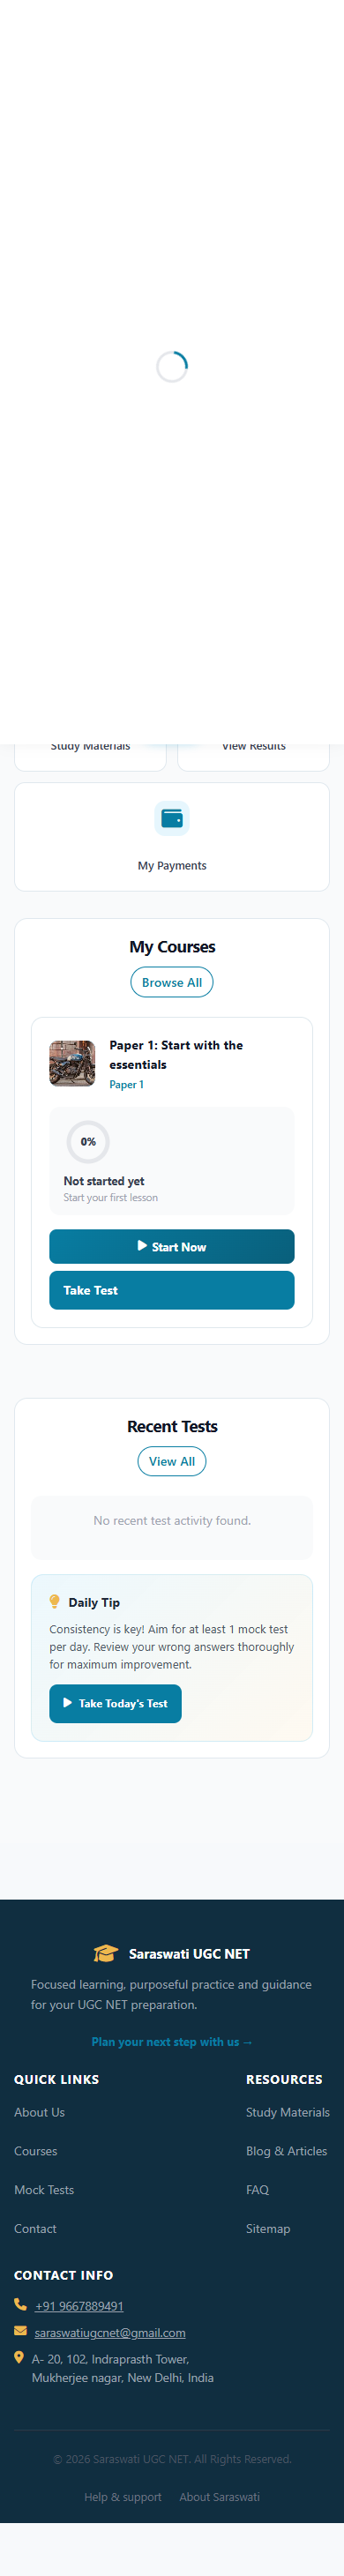 Study Materials
View Results
My Payments
My Courses
Browse All
Paper 1: Start with the
essentials
Paper 1
0%
Not started yet
Start your first lesson
Start Now
Take Test
Recent Tests
View All
No recent test activity found.
Daily Tip
Consistency is key! Aim for at least 1 mock test
per day. Review your wrong answers thoroughly
for maximum improvement.
Take Today's Test
Saraswati UGC NET
Focused learning, purposeful practice and guidance
for your UGC NET preparation.
Plan your next step with us →
QUICK LINKS
About Us
Courses
Mock Tests
Contact
RESOURCES
Study Materials
Blog & Articles
FAQ
Sitemap
CONTACT INFO
+91 9667889491
saraswatiugcnet@gmail.com
A- 20, 102, Indraprasth Tower,
Mukherjee nagar, New Delhi, India
© 2026 Saraswati UGC NET. All Rights Reserved.
Help & support
About Saraswati